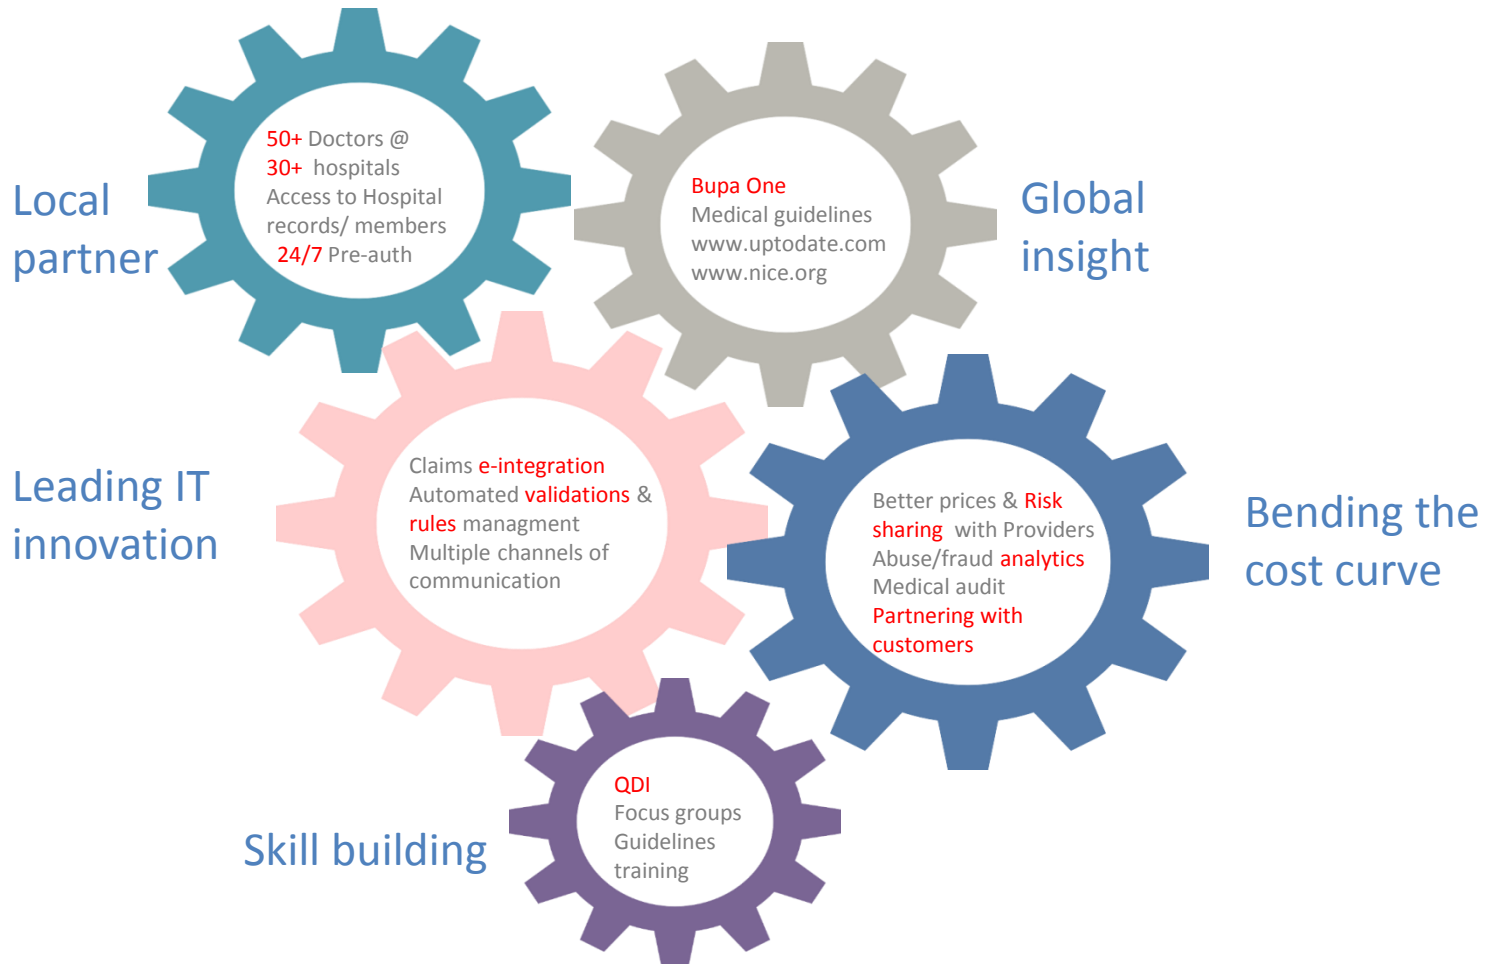 Local
partner
50+ Doctors @
30+ hospitals
Access to Hospital
records/ members
24/7 Pre-auth
Bupa One
Medical guidelines
www.uptodate.com
www.nice.org
Global
insight
Leading IT
innovation
Claims e-integration
Automated validations &
rules managment
Multiple channels of
communication
Better prices & Risk
sharing with Providers
Abuse/fraud analytics
Medical audit
Partnering with
customers
Bending the
cost curve
Skill building
QDI
Focus groups
Guidelines
training